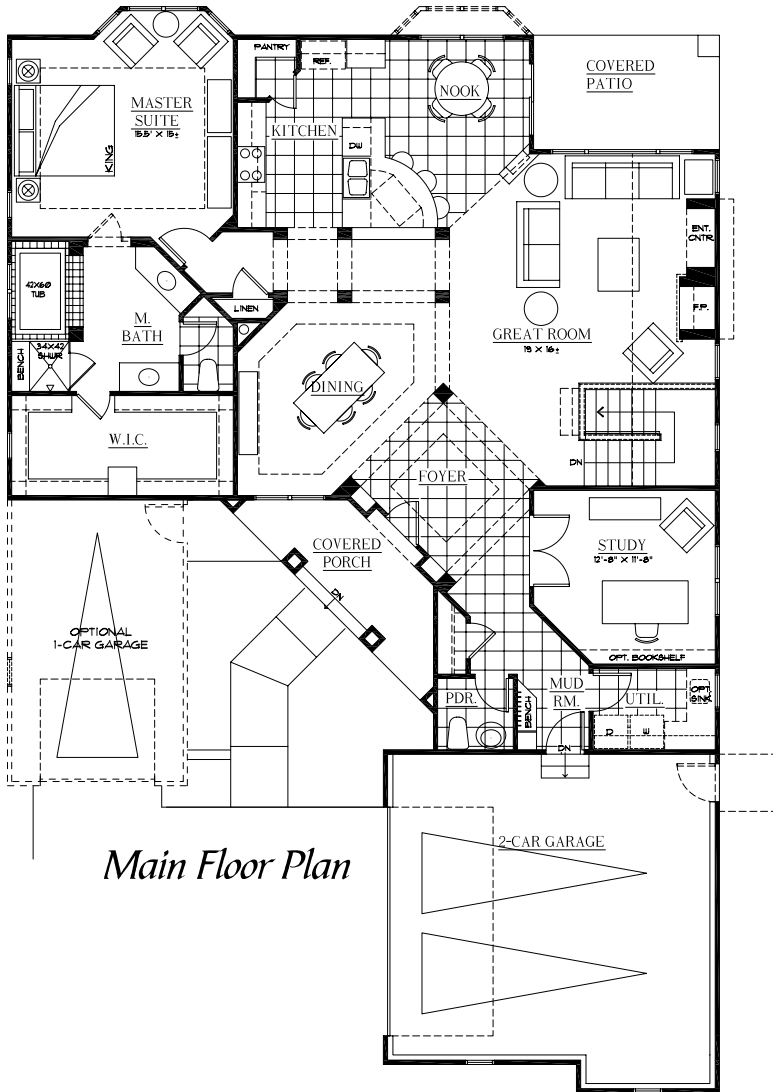 PANTRY
REF.
COVERED
PATIO
MASTER
SUITE
15.5' X 15±
KING
KITCHEN
NOOK
DW
ENT.
CNTR
F.P.
42X60
TUB
LINEN
M.
BATH
34X42
SHWR
BENCH
GREAT ROOM
19 X 16±
DINING
W.I.C.
FOYER
DN
COVERED
PORCH
DN
STUDY
12'-8" X 11'-8"
OPTIONAL
1-CAR GARAGE
OPT. BOOKSHELF
PDR.
BENCH
MUD
RM.
UTIL.
OPT.
SINK
D
W
DN
2-CAR GARAGE
Main Floor Plan